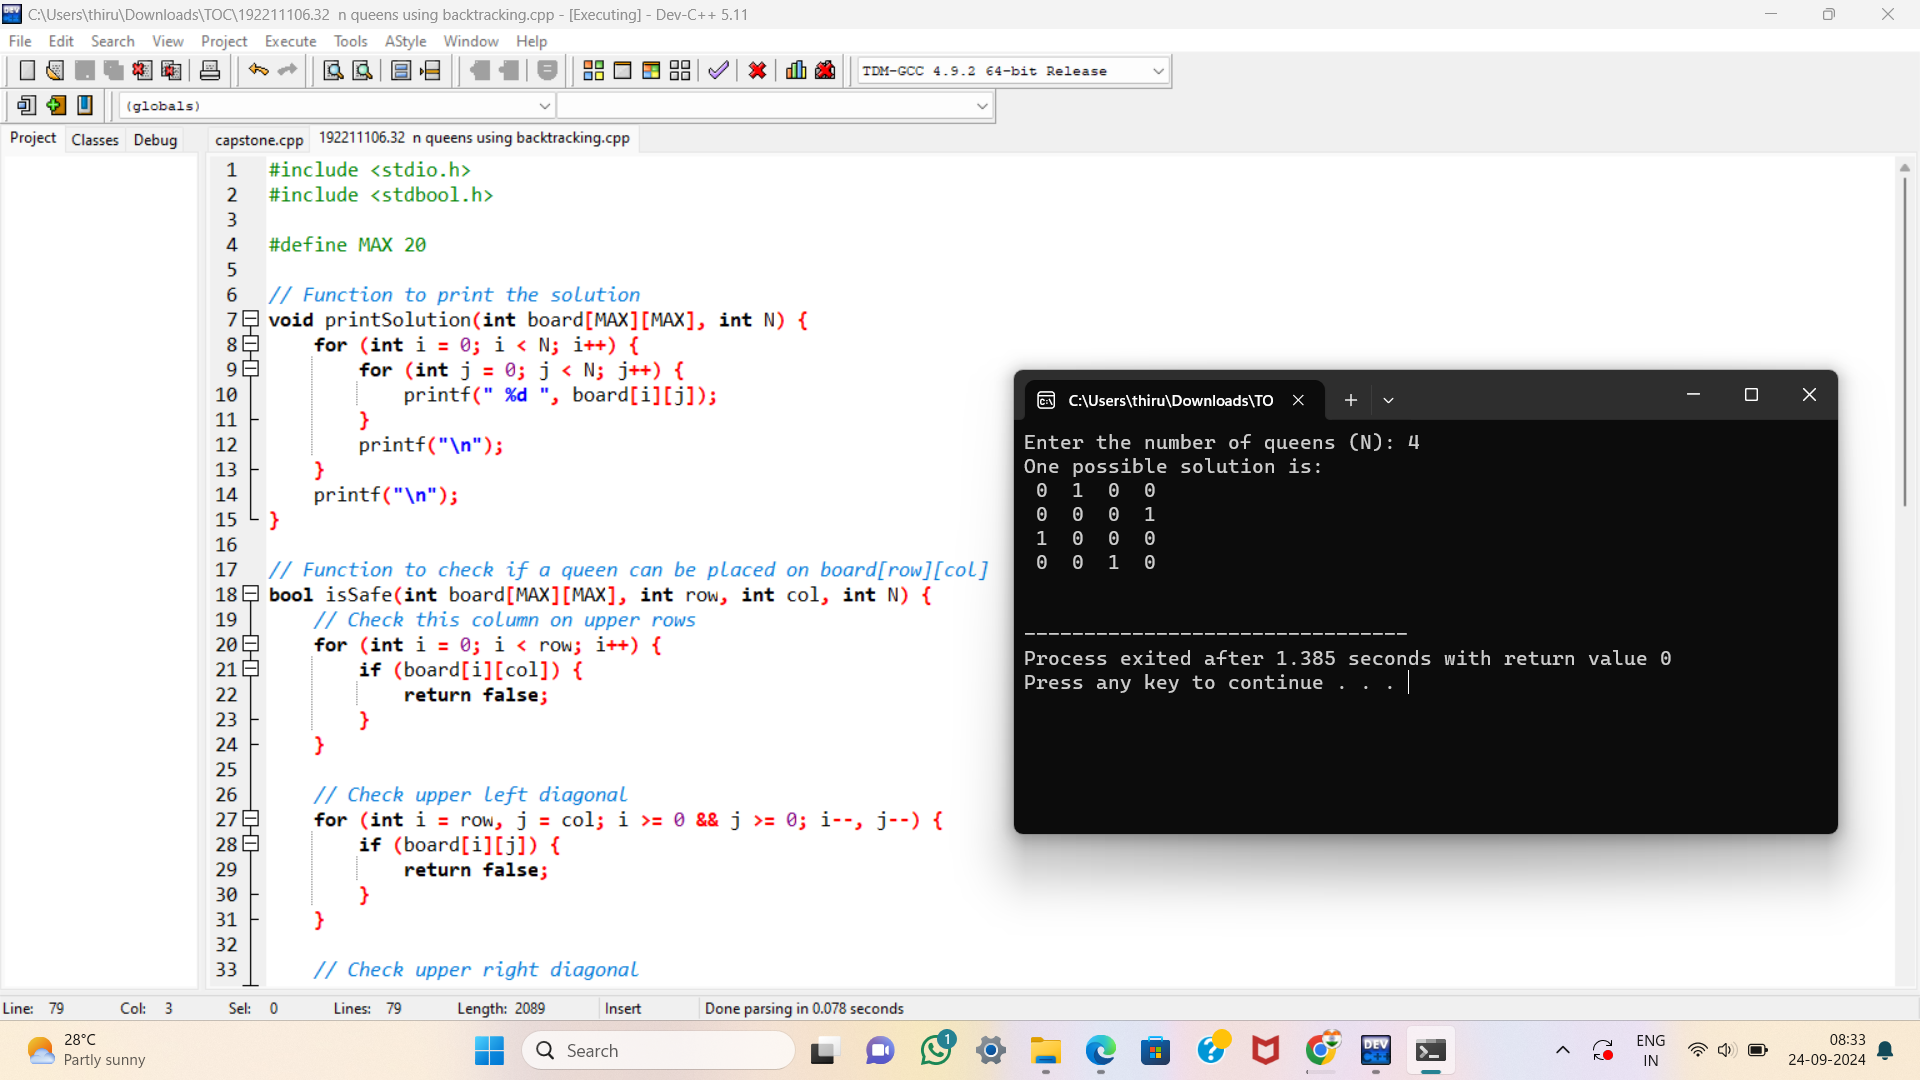 C:\Users\thiru\Downloads\TOC\192211106.32  n queens using backtracking.cpp - [Executing] - Dev-C++ 5.11
File Edit Search View Project Execute Tools AStyle Window Help
TDM-GCC 4.9.2 64-bit Release
(globals)
Project Classes Debug
capstone.cpp 192211106.32  n queens using backtracking.cpp
1 #include <stdio.h>
2 #include <stdbool.h>
3
4 #define MAX 20
5
6 // Function to print the solution
7 void printSolution(int board[MAX][MAX], int N) {
8     for (int i = 0; i < N; i++) {
9         for (int j = 0; j < N; j++) {
10             printf(" %d ", board[i][j]);
11         }
12         printf("\n");
13     }
14     printf("\n");
15 }
16
17 // Function to check if a queen can be placed on board[row][col]
18 bool isSafe(int board[MAX][MAX], int row, int col, int N) {
19     // Check this column on upper rows
20     for (int i = 0; i < row; i++) {
21         if (board[i][col]) {
22             return false;
23         }
24     }
25
26     // Check upper left diagonal
27     for (int i = row, j = col; i >= 0 && j >= 0; i--, j--) {
28         if (board[i][j]) {
29             return false;
30         }
31     }
32
33     // Check upper right diagonal
C:\Users\thiru\Downloads\TO
Enter the number of queens (N): 4
One possible solution is:
 0  1  0  0
 0  0  0  1
 1  0  0  0
 0  0  1  0
--------------------------------
Process exited after 1.385 seconds with return value 0
Press any key to continue . . .
Line: 79 Col: 3 Sel: 0 Lines: 79 Length: 2089 Insert Done parsing in 0.078 seconds
28°C
Partly sunny
Search
1
DEV
C++
ENG
IN
08:33
24-09-2024